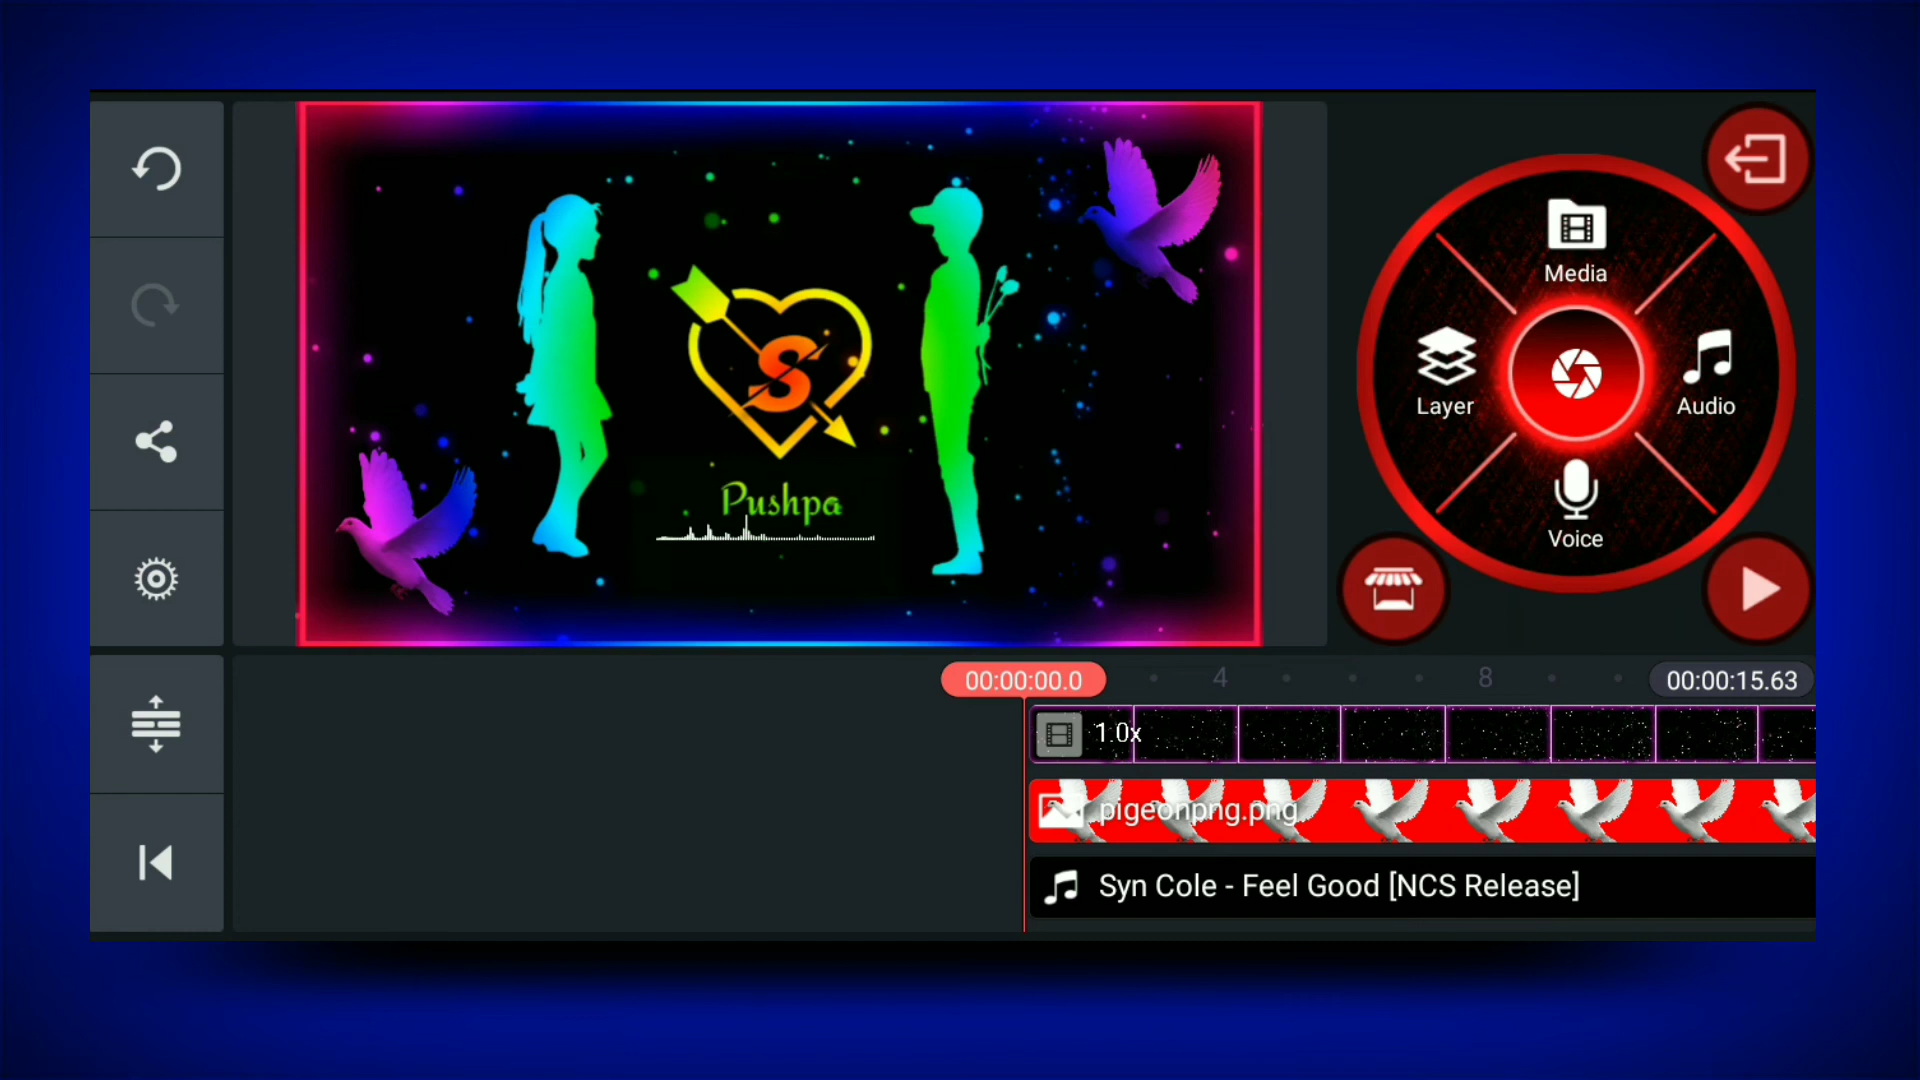 Media
Layer
Audio
Voice
S
Pushpa
00:00:00.0
4
8
00:00:15.63
1.0x
pigeonpng.png
Syn Cole - Feel Good [NCS Release]